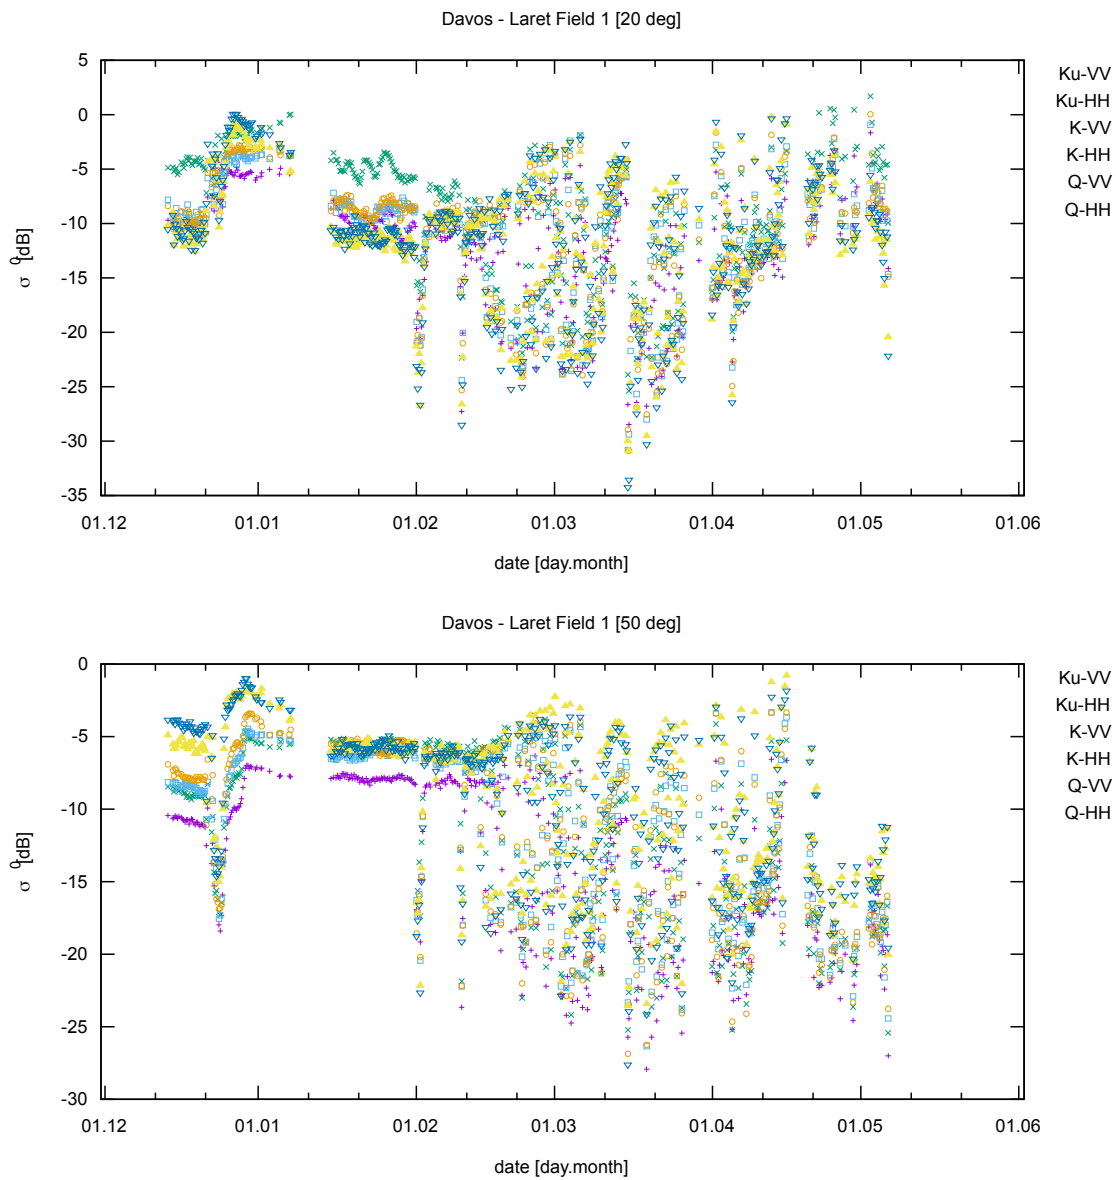 Davos - Laret Field 1 [20 deg]
5
0
-5
-10
-15
-20
-25
-30
-35
σ 0[dB]
01.12
01.01
01.02
01.03
01.04
01.05
01.06
date [day.month]
Ku-VV
Ku-HH
K-VV
K-HH
Q-VV
Q-HH
Davos - Laret Field 1 [50 deg]
0
-5
-10
-15
-20
-25
-30
σ 0[dB]
01.12
01.01
01.02
01.03
01.04
01.05
01.06
date [day.month]
Ku-VV
Ku-HH
K-VV
K-HH
Q-VV
Q-HH